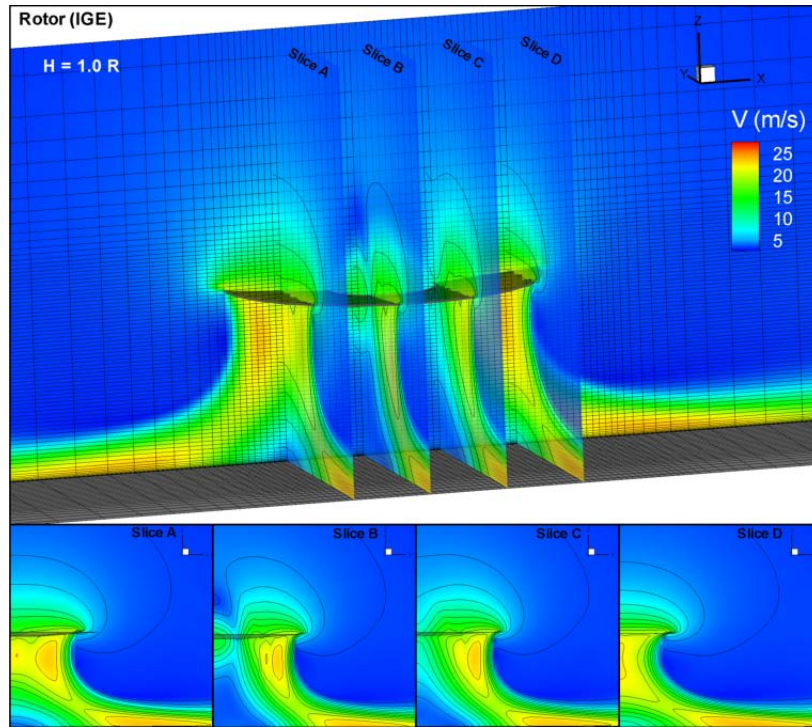 Rotor (IGE)
H = 1.0 R
Slice A
Slice B
Slice C
Slice D
Z
Y
X
V (m/s)
25
20
15
10
5
Slice A
Slice B
Slice C
Slice D